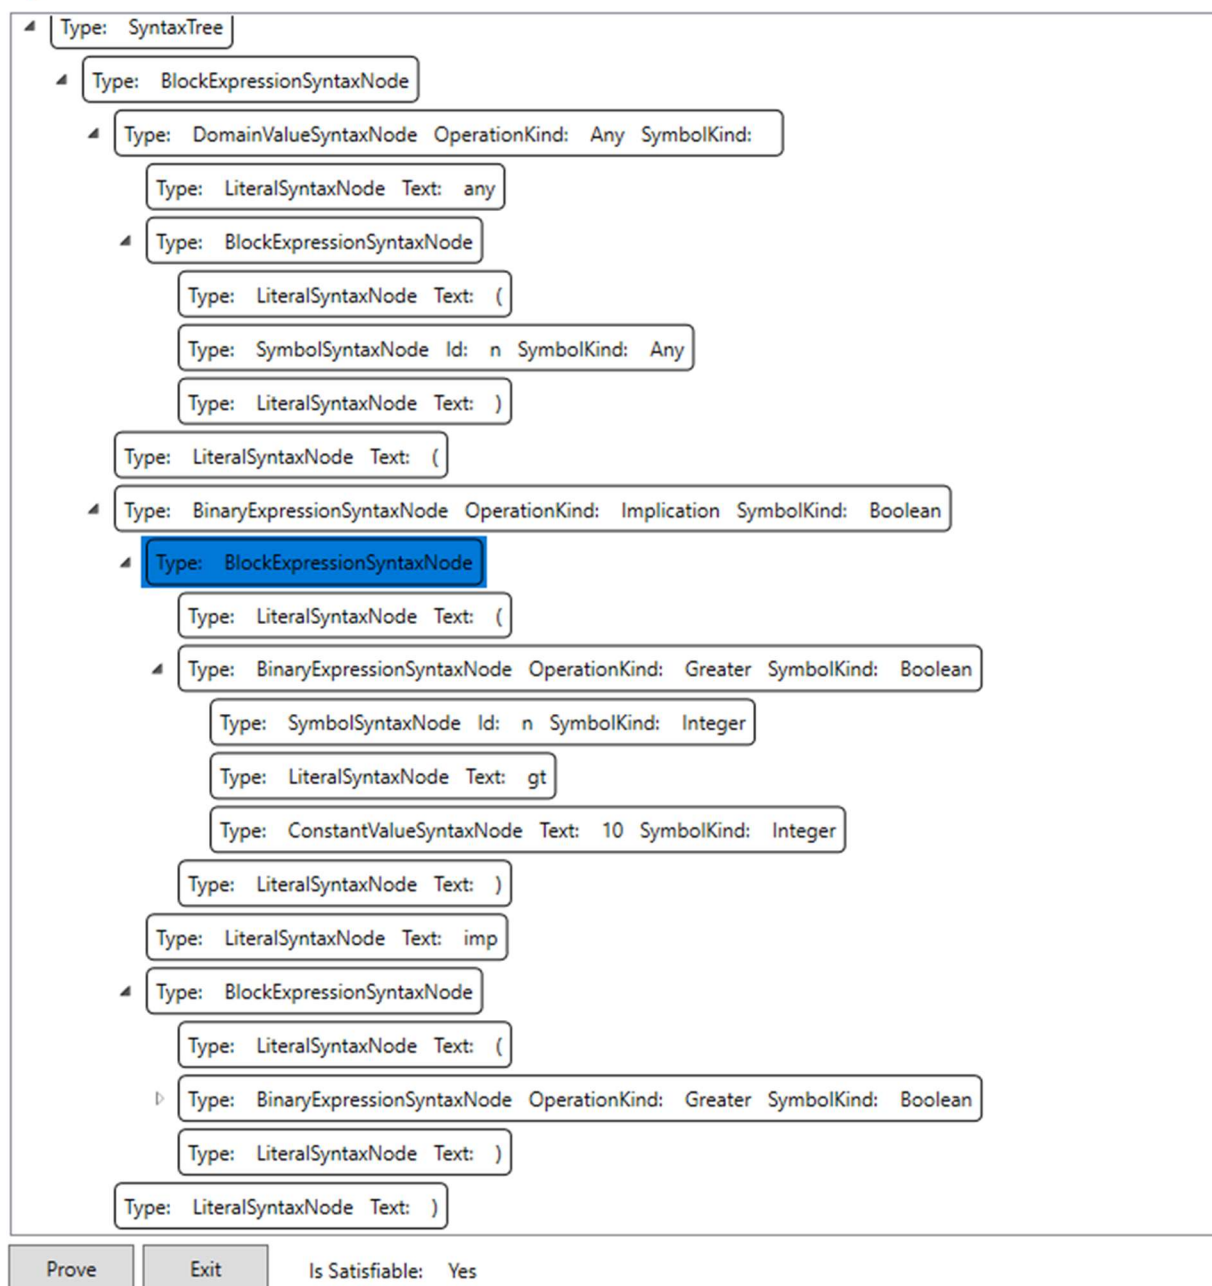 Type: SyntaxTree
Type: BlockExpressionSyntaxNode
Type: DomainValueSyntaxNode OperationKind: Any SymbolKind:
Type: LiteralSyntaxNode Text: any
Type: BlockExpressionSyntaxNode
Type: LiteralSyntaxNode Text: (
Type: SymbolSyntaxNode Id: n SymbolKind: Any
Type: LiteralSyntaxNode Text: )
Type: LiteralSyntaxNode Text: (
Type: BinaryExpressionSyntaxNode OperationKind: Implication SymbolKind: Boolean
Type: BlockExpressionSyntaxNode
Type: LiteralSyntaxNode Text: (
Type: BinaryExpressionSyntaxNode OperationKind: Greater SymbolKind: Boolean
Type: SymbolSyntaxNode Id: n SymbolKind: Integer
Type: LiteralSyntaxNode Text: gt
Type: ConstantValueSyntaxNode Text: 10 SymbolKind: Integer
Type: LiteralSyntaxNode Text: )
Type: LiteralSyntaxNode Text: imp
Type: BlockExpressionSyntaxNode
Type: LiteralSyntaxNode Text: (
Type: BinaryExpressionSyntaxNode OperationKind: Greater SymbolKind: Boolean
Type: LiteralSyntaxNode Text: )
Type: LiteralSyntaxNode Text: )
Prove Exit Is Satisfiable: Yes